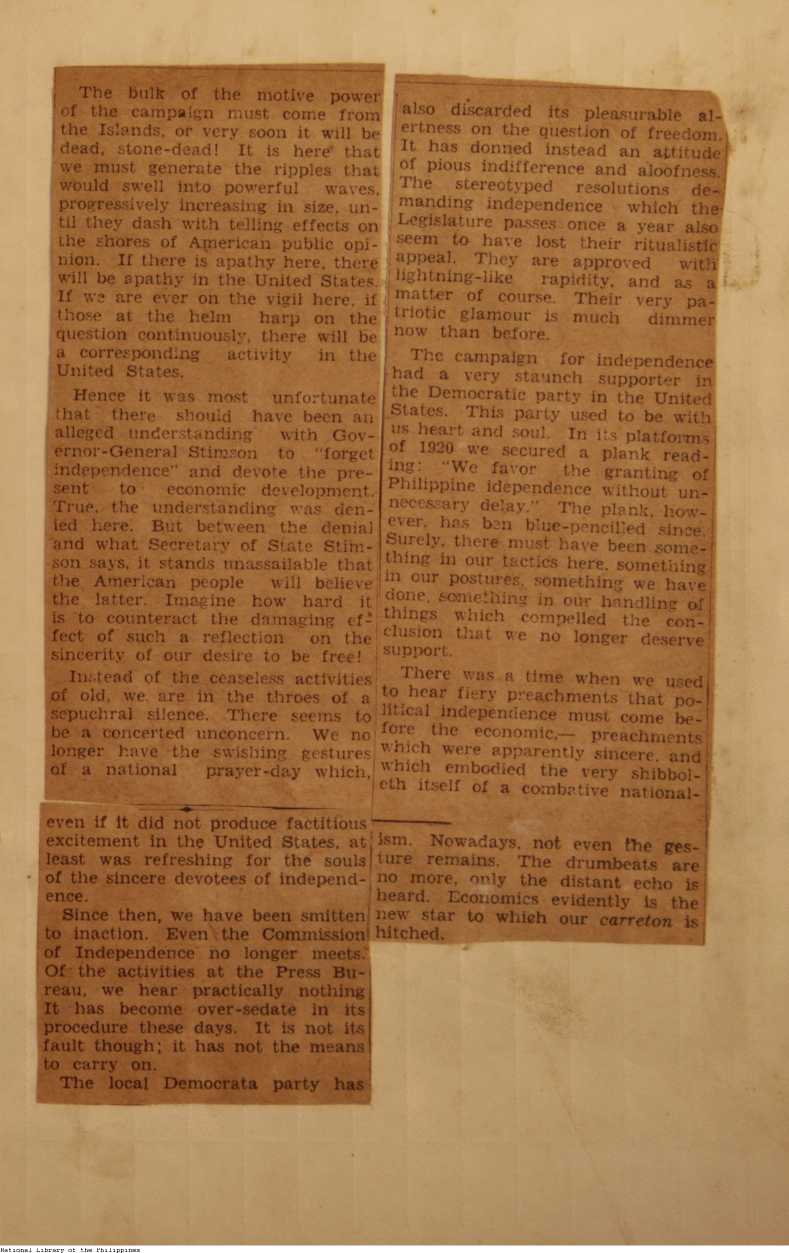 The bulk of the motive power
of the campaign must come from
the Islands, or very soon it will be
dead, stone-dead! It is here that
we must generate the ripples that
would swell into powerful waves,
progressively increasing in size, un-
til they dash with telling effects on
the shores of American public opi-
nion. If there is apathy here, there
will be apathy in the United States.
If we are ever on the vigil here, if
those at the helm harp on the
question continuously, there will be
a corresponding activity in the
United States.
Hence it was most unfortunate
that there should have been an
alleged understanding with Gov-
ernor-General Stimson to "forget
independence" and devote the pre-
sent to economic development.
True, the understanding was den-
ied here. But between the denial
and what Secretary of State Stim-
son says, it stands unassailable that
the American people will believe
the latter. Imagine how hard it
is to counteract the damaging ef-
fect of such a reflection on the
sincerity of our desire to be free!
Instead of the ceaseless activities
of old, we are in the throes of a
sepuchral silence. There seems to
be a concerted unconcern. We no
longer have the swishing gestures
of a national prayer-day which,
even if it did not produce factitious
excitement in the United States, at
least was refreshing for the souls
of the sincere devotees of independ-
ence.
Since then, we have been smitten
to inaction. Even the Commission
of Independence no longer meets.
Of the activities at the Press Bu-
reau, we hear practically nothing
It has become over-sedate in its
procedure these days. It is not its
fault though; it has not the means
to carry on.
The local Democrata party has
also discarded its pleasurable al-
ertness on the question of freedom.
It has donned instead an attitude
of pious indifference and aloofness.
The stereotyped resolutions de-
manding independence which the
Legislature passes once a year also
seem to have lost their ritualistic
appeal. They are approved with
lightning-like rapidity, and as a
matter of course. Their very pa-
triotic glamour is much dimmer
now than before.
The campaign for independence
had a very staunch supporter in
the Democratic party in the United
States. This party used to be with
us heart and soul. In its platforms
of 1920 we secured a plank read-
ing: "We favor the granting of
Philippine idependence without un-
necessary delay." The plank, how-
ever, has ben blue-pencilled since.
Surely, there must have been some-
thing in our tactics here, something
in our postures, something we have
done, something in our handling of
things which compelled the con-
clusion that we no longer deserve
support.
There was a time when we used
to hear fiery preachments that po-
litical independence must come be-
fore the economic,— preachments
which were apparently sincere, and
which embodied the very shibbol-
eth itself of a combative national-
ism. Nowadays, not even the ges-
ture remains. The drumbeats are
no more, only the distant echo is
heard. Economics evidently is the
new star to which our carreton is
hitched.
National Library of the Philippines